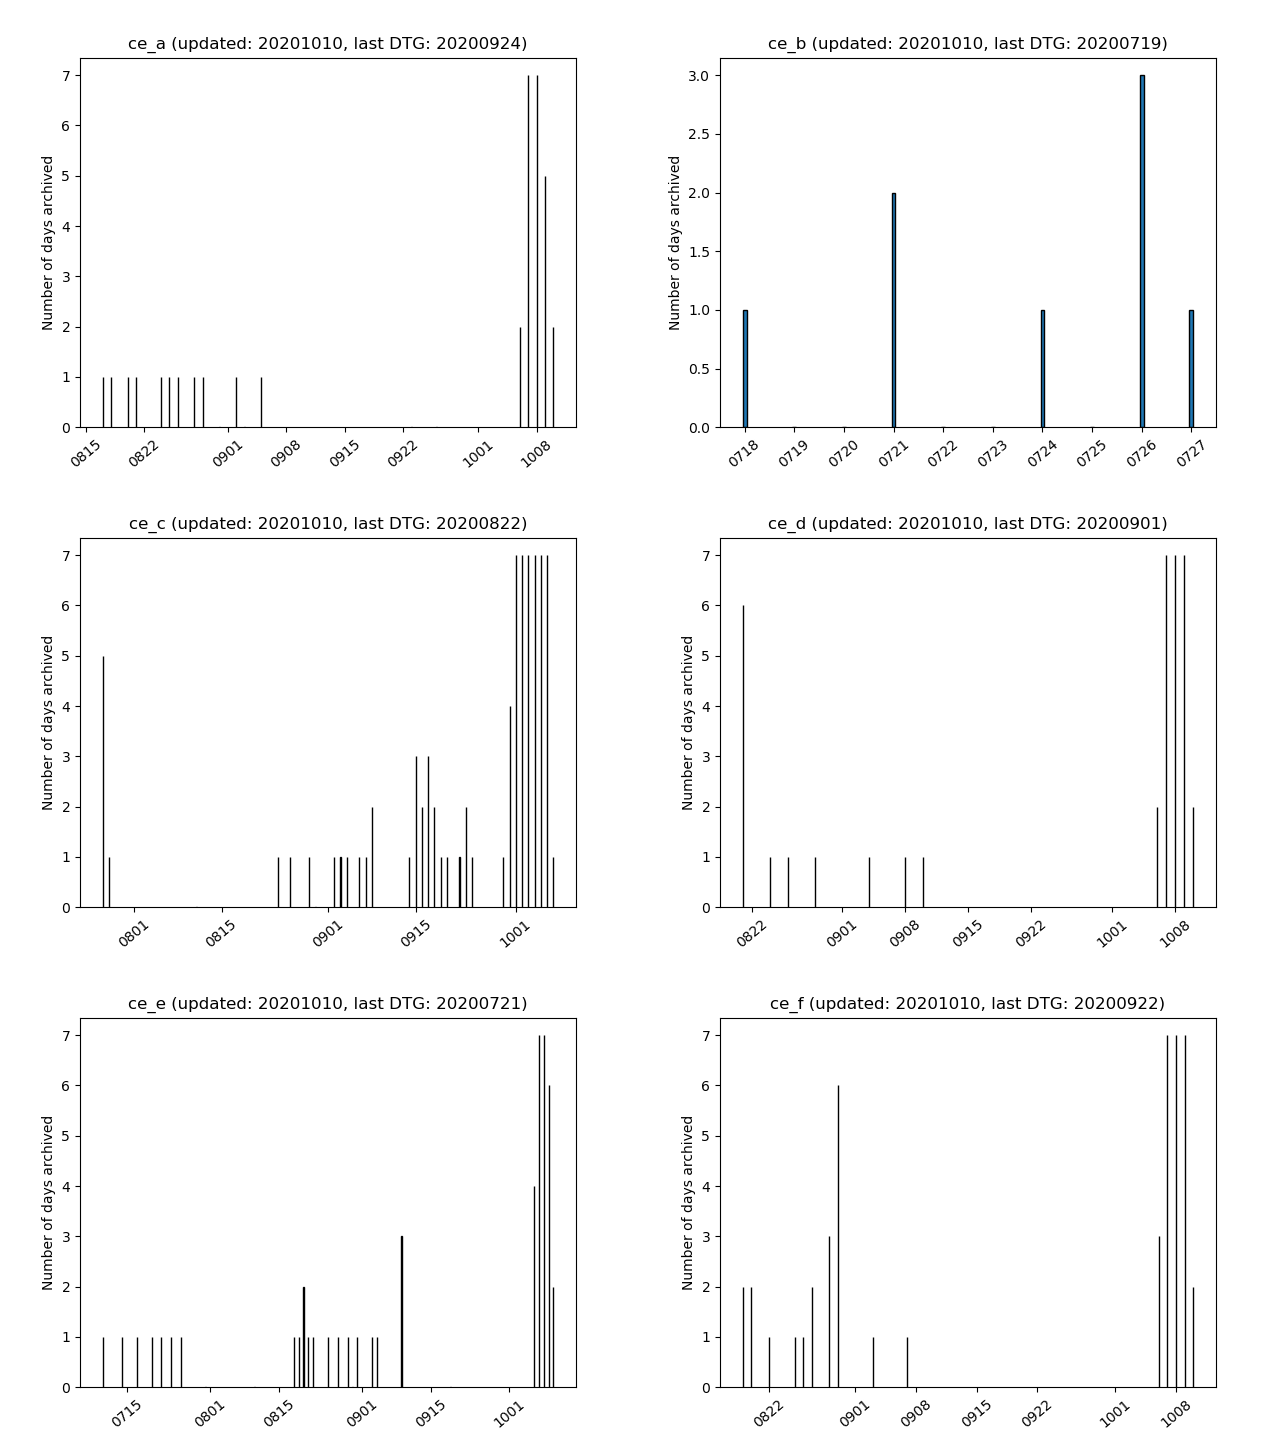 ce_a (updated: 20201010, last DTG: 20200924)
Number of days archived
7
6
5
4
3
2
1
0
0815 0822 0901 0908 0915 0922 1001 1008
ce_b (updated: 20201010, last DTG: 20200719)
Number of days archived
3.0
2.5
2.0
1.5
1.0
0.5
0.0
0718 0719 0720 0721 0722 0723 0724 0725 0726 0727
ce_c (updated: 20201010, last DTG: 20200822)
Number of days archived
7
6
5
4
3
2
1
0
0801 0815 0901 0915 1001
ce_d (updated: 20201010, last DTG: 20200901)
Number of days archived
7
6
5
4
3
2
1
0
0822 0901 0908 0915 0922 1001 1008
ce_e (updated: 20201010, last DTG: 20200721)
Number of days archived
7
6
5
4
3
2
1
0
0715 0801 0815 0901 0915 1001
ce_f (updated: 20201010, last DTG: 20200922)
Number of days archived
7
6
5
4
3
2
1
0
0822 0901 0908 0915 0922 1001 1008